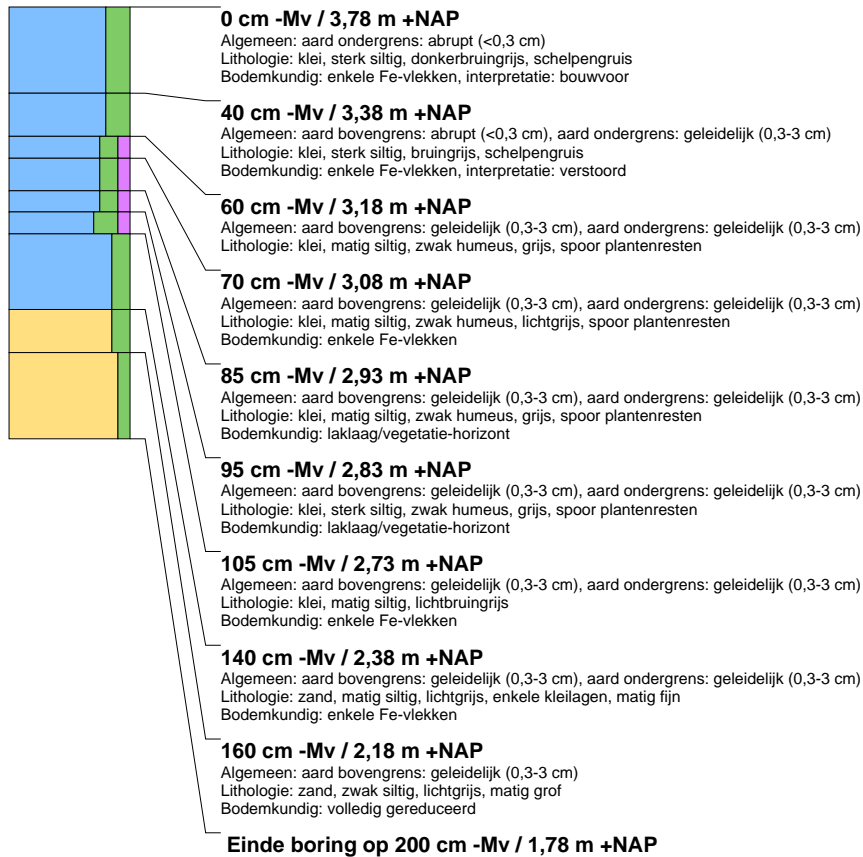 0 cm -Mv / 3,78 m +NAP
Algemeen: aard ondergrens: abrupt (<0,3 cm)
Lithologie: klei, sterk siltig, donkerbruingrijs, schelpengruis
Bodemkundig: enkele Fe-vlekken, interpretatie: bouwvoor
40 cm -Mv / 3,38 m +NAP
Algemeen: aard bovengrens: abrupt (<0,3 cm), aard ondergrens: geleidelijk (0,3-3 cm)
Lithologie: klei, sterk siltig, bruingrijs, schelpengruis
Bodemkundig: enkele Fe-vlekken, interpretatie: verstoord
60 cm -Mv / 3,18 m +NAP
Algemeen: aard bovengrens: geleidelijk (0,3-3 cm), aard ondergrens: geleidelijk (0,3-3 cm)
Lithologie: klei, matig siltig, zwak humeus, grijs, spoor plantenresten
70 cm -Mv / 3,08 m +NAP
Algemeen: aard bovengrens: geleidelijk (0,3-3 cm), aard ondergrens: geleidelijk (0,3-3 cm)
Lithologie: klei, matig siltig, zwak humeus, lichtgrijs, spoor plantenresten
Bodemkundig: enkele Fe-vlekken
85 cm -Mv / 2,93 m +NAP
Algemeen: aard bovengrens: geleidelijk (0,3-3 cm), aard ondergrens: geleidelijk (0,3-3 cm)
Lithologie: klei, matig siltig, zwak humeus, grijs, spoor plantenresten
Bodemkundig: laklaag/vegetatie-horizont
95 cm -Mv / 2,83 m +NAP
Algemeen: aard bovengrens: geleidelijk (0,3-3 cm), aard ondergrens: geleidelijk (0,3-3 cm)
Lithologie: klei, sterk siltig, zwak humeus, grijs, spoor plantenresten
Bodemkundig: laklaag/vegetatie-horizont
105 cm -Mv / 2,73 m +NAP
Algemeen: aard bovengrens: geleidelijk (0,3-3 cm), aard ondergrens: geleidelijk (0,3-3 cm)
Lithologie: klei, matig siltig, lichtbruingrijs
Bodemkundig: enkele Fe-vlekken
140 cm -Mv / 2,38 m +NAP
Algemeen: aard bovengrens: geleidelijk (0,3-3 cm), aard ondergrens: geleidelijk (0,3-3 cm)
Lithologie: zand, matig siltig, lichtgrijs, enkele kleilagen, matig fijn
Bodemkundig: enkele Fe-vlekken
160 cm -Mv / 2,18 m +NAP
Algemeen: aard bovengrens: geleidelijk (0,3-3 cm)
Lithologie: zand, zwak siltig, lichtgrijs, matig grof
Bodemkundig: volledig gereduceerd
Einde boring op 200 cm -Mv / 1,78 m +NAP